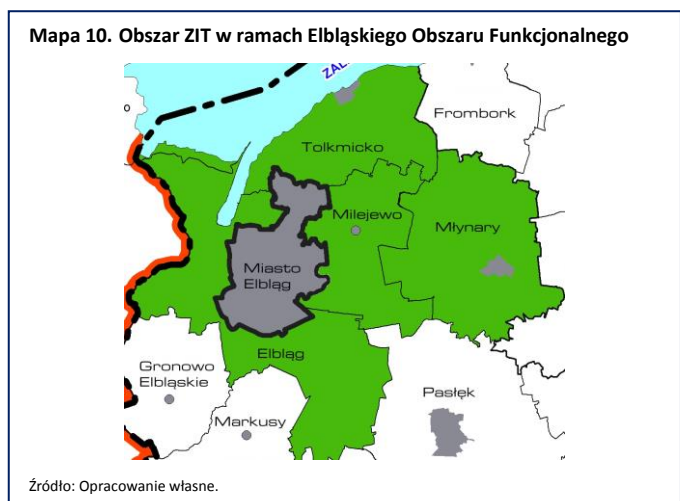 Mapa 10. Obszar ZIT w ramach Elbląskiego Obszaru Funkcjonalnego
Frombork
Tolkmicko
Milejewo
Młynary
Miasto
Elbląg
Elbląg
Gronowo
Elbląskie
Pasłęk
Markusy
Źródło: Opracowanie własne.